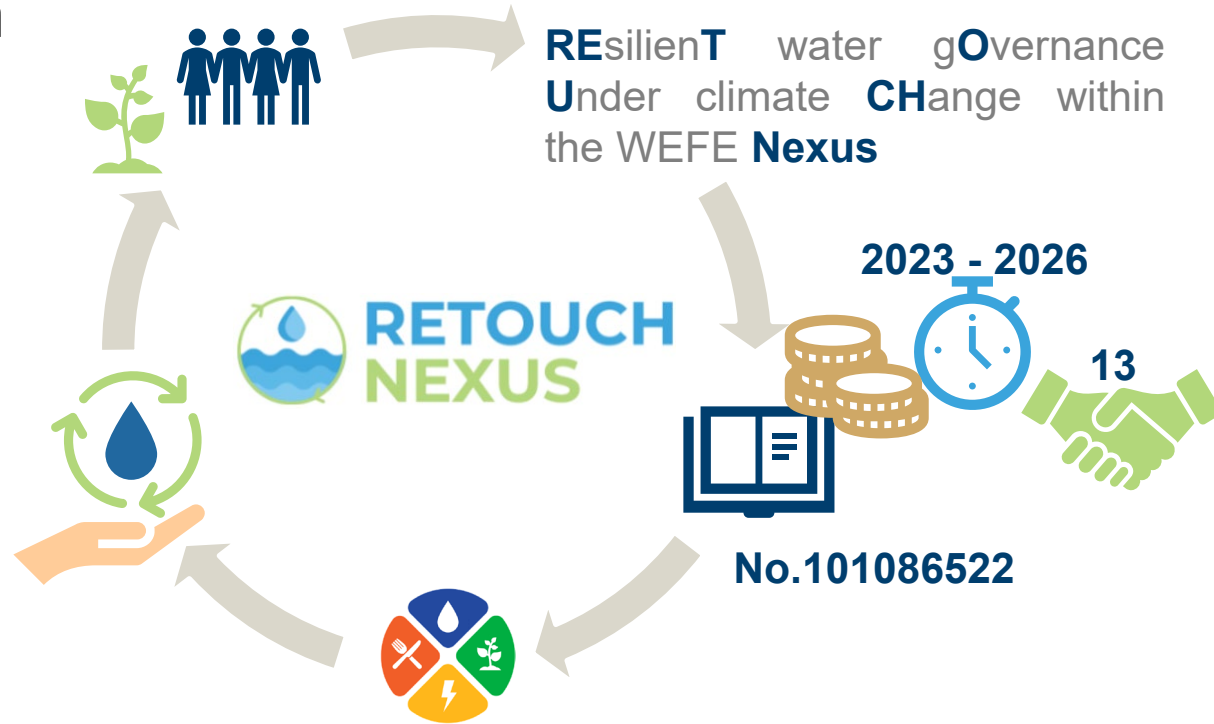 REsilienT water gOvernance
Under climate CHange within
the WEFE Nexus
2023 - 2026
RETOUCH
NEXUS
13
No.101086522